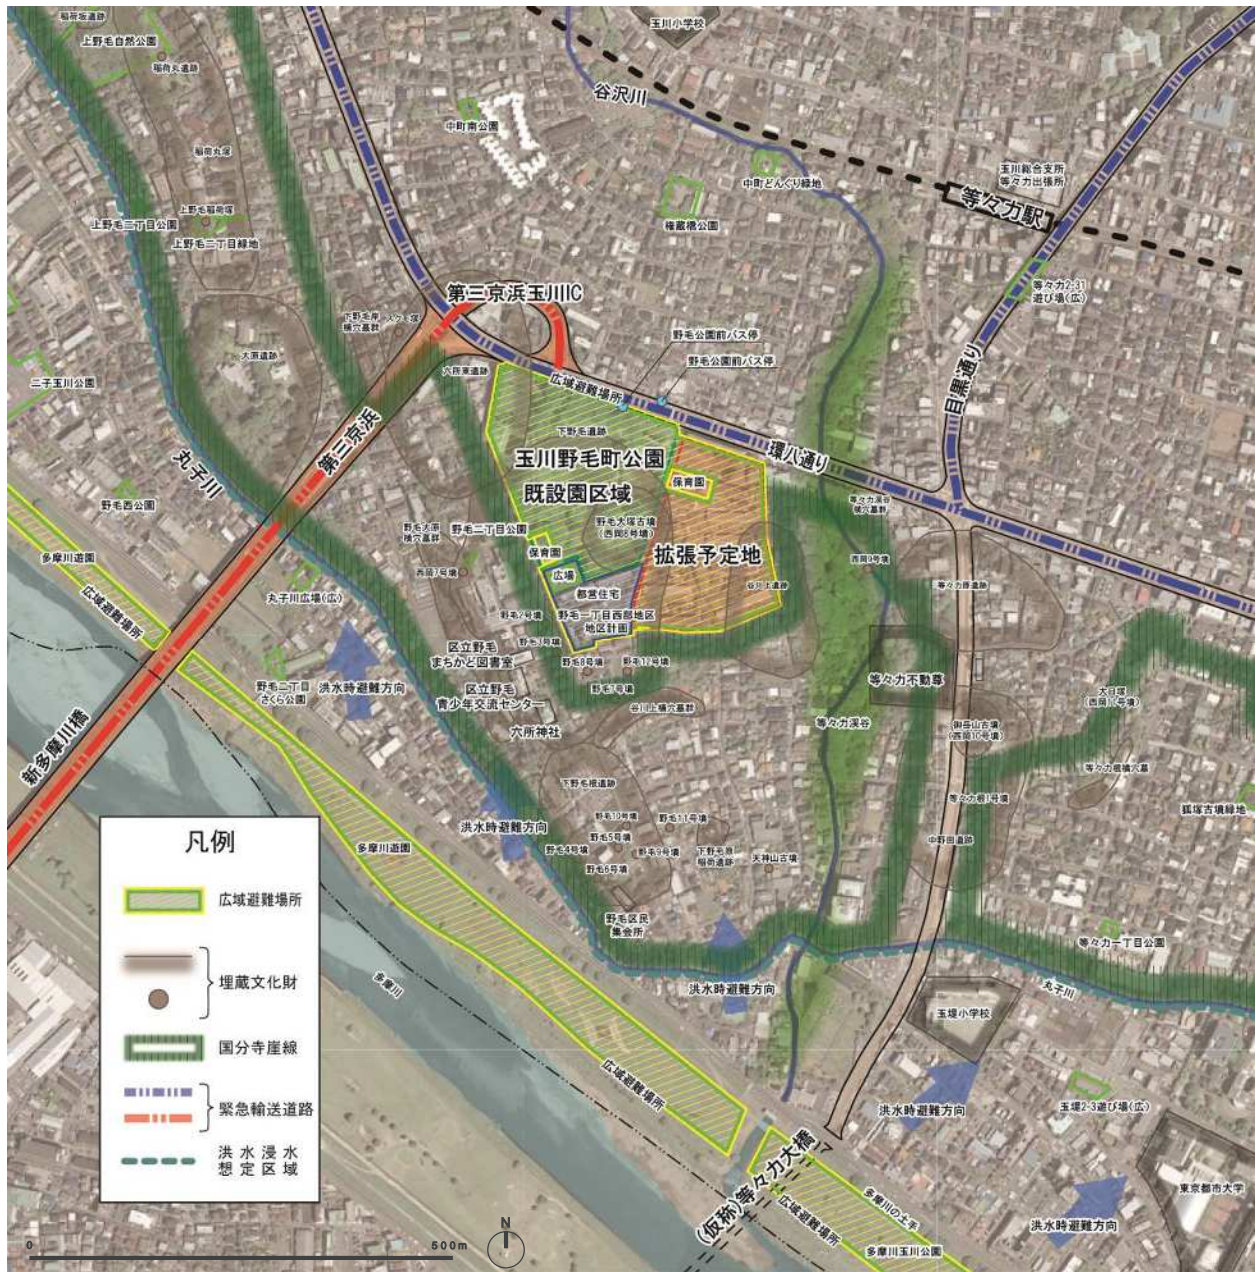 稲荷坂遺跡
上野毛自然公園
稲荷丸遺跡
玉川小学校
谷沢川
中町南公園
稲荷丸塚
上野毛稲荷塚
上野毛二丁目公園
上野毛二丁目緑地
中町どんぐり緑地
権蔵橋公園
玉川総合支所
等々力出張所
等々力駅
等々力2-31
遊び場(広)
第三京浜玉川IC
下野毛岸
横穴墓群
大原遺跡
六所東遺跡
野毛公園前バス停
野毛公園前バス停
広域避難場所
二子玉川公園
第三京浜
丸子川
目黒通り
環八通り
下野毛遺跡
玉川野毛町公園
既設園区域
保育園
野毛西公園
野毛大原
横穴墓群
野毛二丁目公園
野毛大塚古墳
(西岡8号墳)
拡張予定地
等々力渓谷
横穴墓群
西岡9号墳
等々力原遺跡
保育園
広場
都営住宅
野毛一丁目西部地区
地区計画
谷川上遺跡
西岡7号墳
多摩川遊園
広域避難場所
丸子川広場(広)
野毛2号墳
野毛3号墳
区立野毛
まちかど図書室
野毛8号墳
野毛12号墳
野毛7号墳
谷川上横穴墓群
野毛二丁目
さくら公園
洪水時避難方向
区立野毛
青少年交流センター
六所神社
等々力不動尊
等々力渓谷
御岳山古墳
(西岡10号墳)
等々力根横穴墓
狐塚古墳緑地
新多摩川橋
下野毛根遺跡
野毛10号墳
野毛11号墳
野毛5号墳
野毛4号墳
野毛9号墳
野毛6号墳
天神山古墳
洪水時避難方向
多摩川遊園
中野田遺跡
野毛区民
集会所
等々力一丁目公園
洪水時避難方向
多摩川
丸子川
玉堤小学校
広域避難場所
洪水時避難方向
玉堤2-3遊び場(広)
(仮称)等々力大橋
東京都市大学
多摩川の土手
広域避難場所
多摩川玉川公園
洪水時避難方向
凡例
広域避難場所
埋蔵文化財
国分寺崖線
緊急輸送道路
洪水浸水
想定区域
0
500m
N